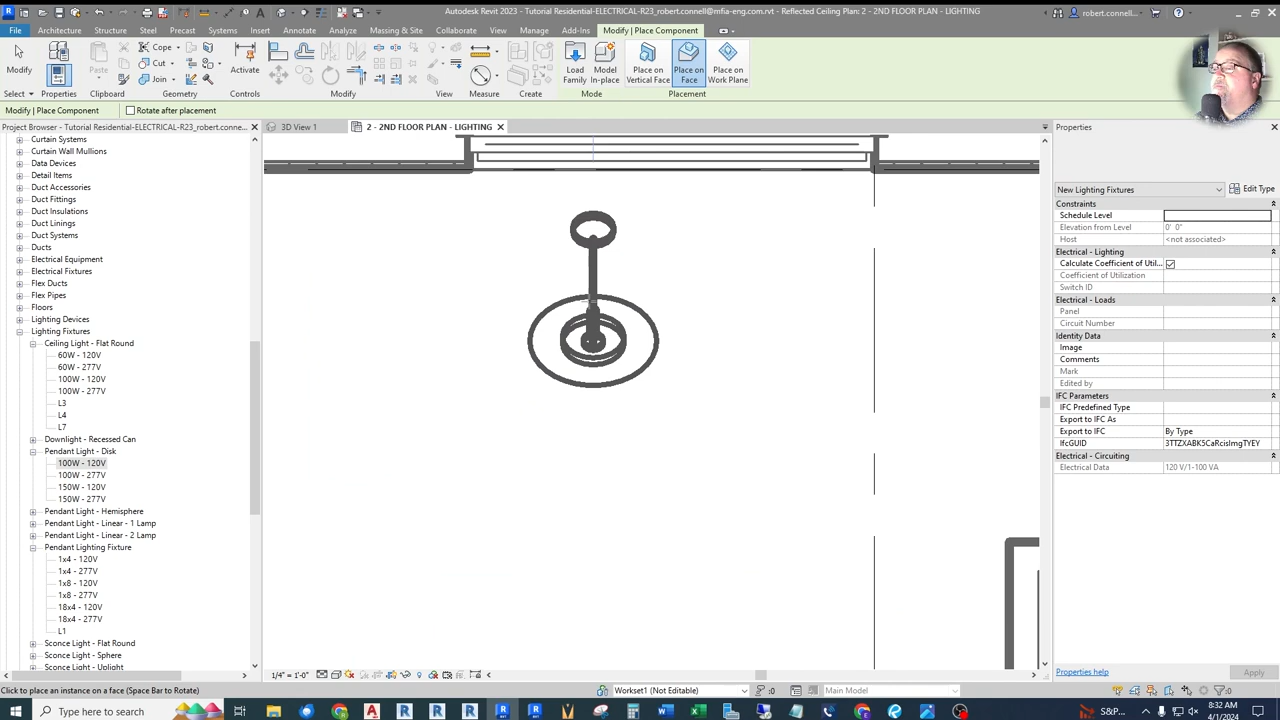 Autodesk Revit 2023 - Tutorial Residential-ELECTRICAL-R23_robert.connell@mfia-eng.com.rvt - Reflected Ceiling Plan: 2 - 2ND FLOOR PLAN - LIGHTING
robert.connell...
File Architecture Structure Steel Precast Systems Insert Annotate Analyze Massing & Site Collaborate View Manage Add-Ins Modify | Place Component
Modify
Paste
Cope
Cut
Join
Activate
Load Family
Model In-place
Place on Vertical Face
Place on Face
Place on Work Plane
Select Properties Clipboard Geometry Controls Modify View Measure Create Mode Placement
Modify | Place Component Rotate after placement
Project Browser - Tutorial Residential-ELECTRICAL-R23_robert.conne...
3D View 1
2 - 2ND FLOOR PLAN - LIGHTING
Properties
Curtain Systems
Curtain Wall Mullions
Data Devices
Detail Items
Duct Accessories
Duct Fittings
Duct Insulations
Duct Linings
Duct Systems
Ducts
Electrical Equipment
Electrical Fixtures
Flex Ducts
Flex Pipes
Floors
Lighting Devices
Lighting Fixtures
Ceiling Light - Flat Round
60W - 120V
60W - 277V
100W - 120V
100W - 277V
L3
L4
L7
Downlight - Recessed Can
Pendant Light - Disk
100W - 120V
100W - 277V
150W - 120V
150W - 277V
Pendant Light - Hemisphere
Pendant Light - Linear - 1 Lamp
Pendant Light - Linear - 2 Lamp
Pendant Lighting Fixture
1x4 - 120V
1x4 - 277V
1x8 - 120V
1x8 - 277V
18x4 - 120V
18x4 - 277V
L1
Sconce Light - Flat Round
Sconce Light - Sphere
Sconce Light - Uplight
New Lighting Fixtures Edit Type
Constraints
Schedule Level
Elevation from Level 0' 0"
Host <not associated>
Electrical - Lighting
Calculate Coefficient of Util...
Coefficient of Utilization
Switch ID
Electrical - Loads
Panel
Circuit Number
Identity Data
Image
Comments
Mark
Edited by
IFC Parameters
IFC Predefined Type
Export to IFC As
Export to IFC By Type
IfcGUID 3TTZXABK5CaRcisImgTYEY
Electrical - Circuiting
Electrical Data 120 V/1-100 VA
Properties help Apply
1/4" = 1'-0"
Click to place an instance on a face (Space Bar to Rotate)
Workset1 (Not Editable)
:0
Main Model
:0
Type here to search
S&P...
8:32 AM
4/1/2024